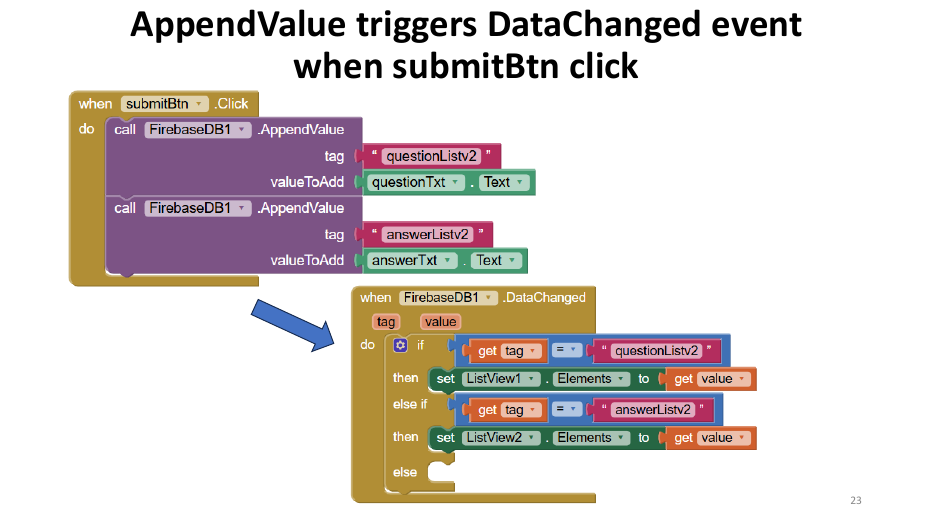 AppendValue triggers DataChanged event
when submitBtn click
when submitBtn .Click
do call FirebaseDB1 .AppendValue
tag " questionListv2 "
valueToAdd questionTxt . Text
call FirebaseDB1 .AppendValue
tag " answerListv2 "
valueToAdd answerTxt . Text
when FirebaseDB1 .DataChanged
tag value
do if get tag = " questionListv2 "
then set ListView1 . Elements to get value
else if get tag = " answerListv2 "
then set ListView2 . Elements to get value
else
23